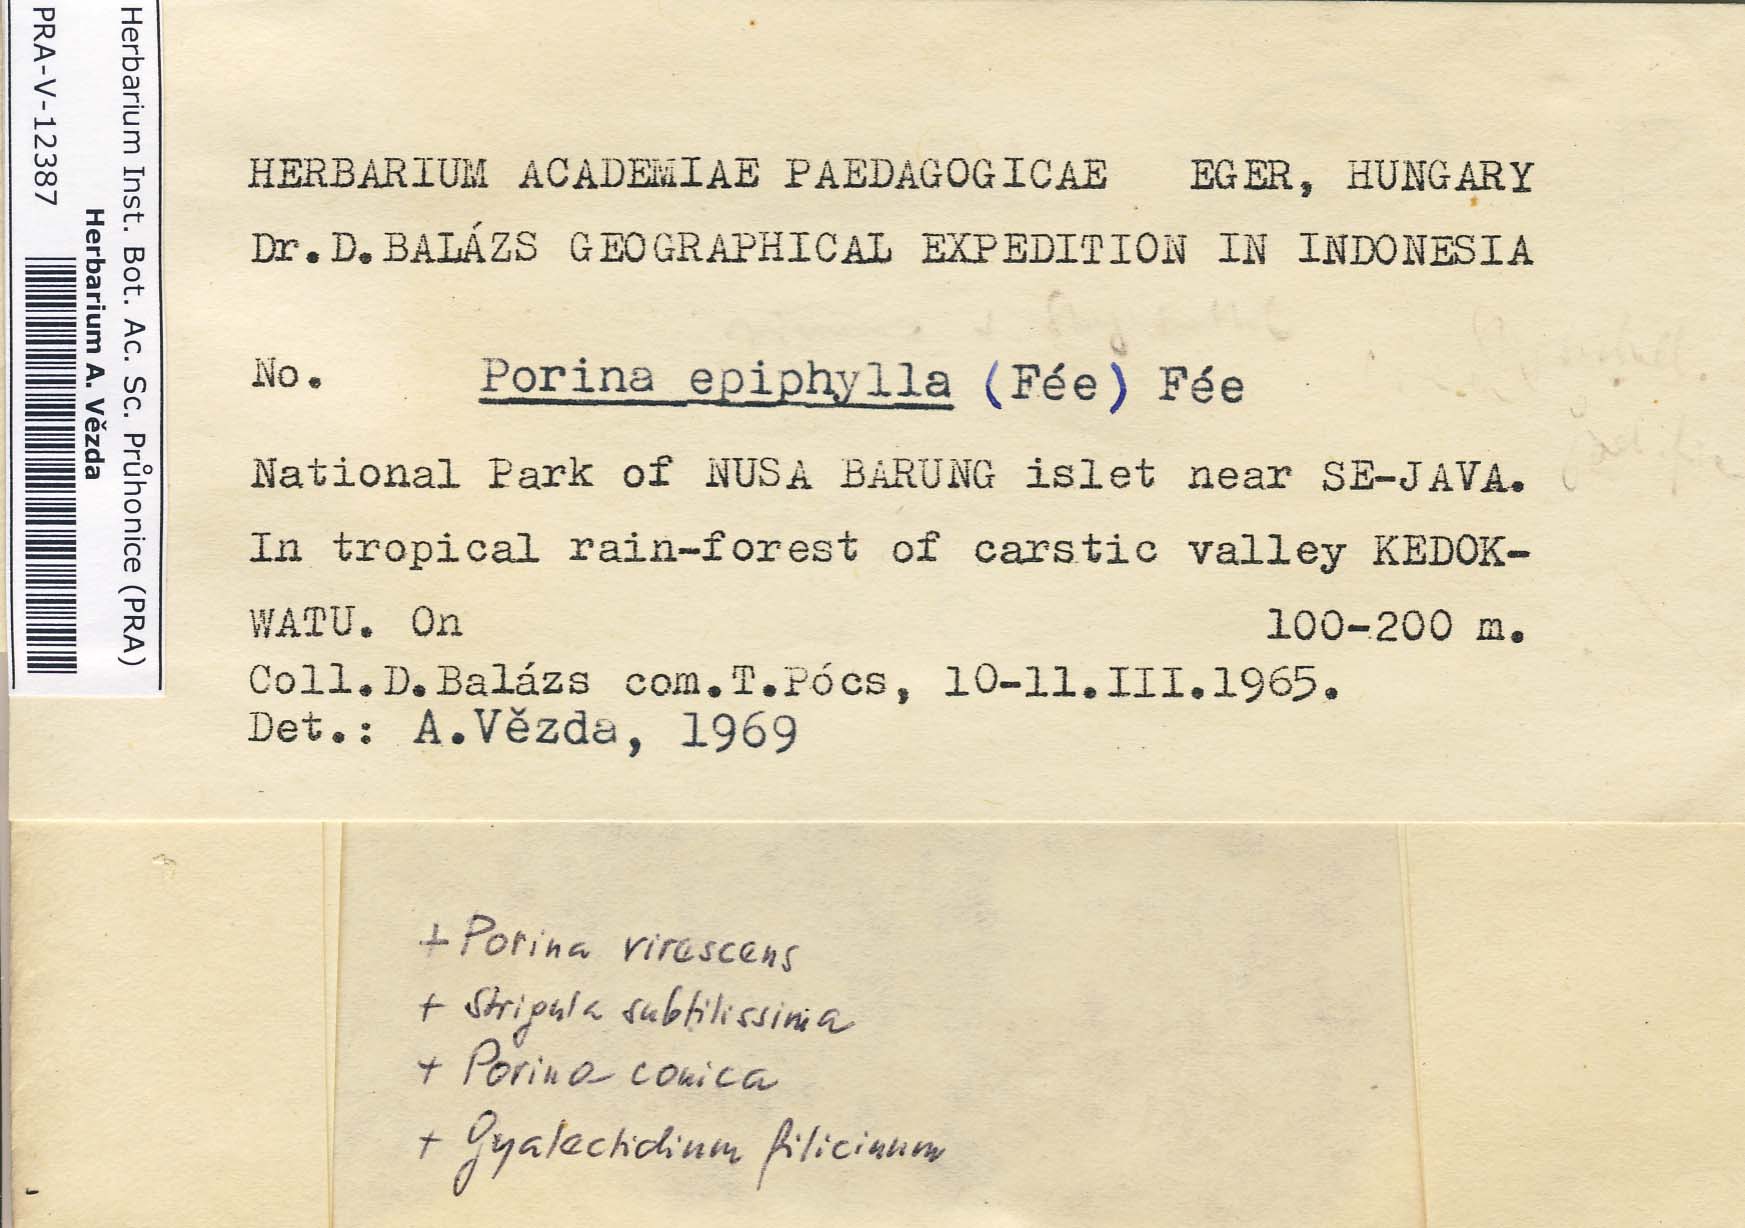 Herbarium Inst. Bot. Ac. Sc. Průhonice (PRA)
Herbarium A. Vězda
PRA-V-12387
HERBARIUM ACADEMIAE PAEDAGOGICAE EGER, HUNGARY
Dr.D.BALÁZS GEOGRAPHICAL EXPEDITION IN INDONESIA
No. Porina epiphylla (Fée) Fée
National Park of NUSA BARUNG islet near SE-JAVA.
In tropical rain-forest of carstic valley KEDOK-
WATU. On 100-200 m.
Coll.D.Balázs com.T.Pócs, 10-11.III.1965.
Det.: A.Vězda, 1969
+ Porina virescens
+ Strigula subtilissima
+ Porina conica
+ Gyalectidium filicinum